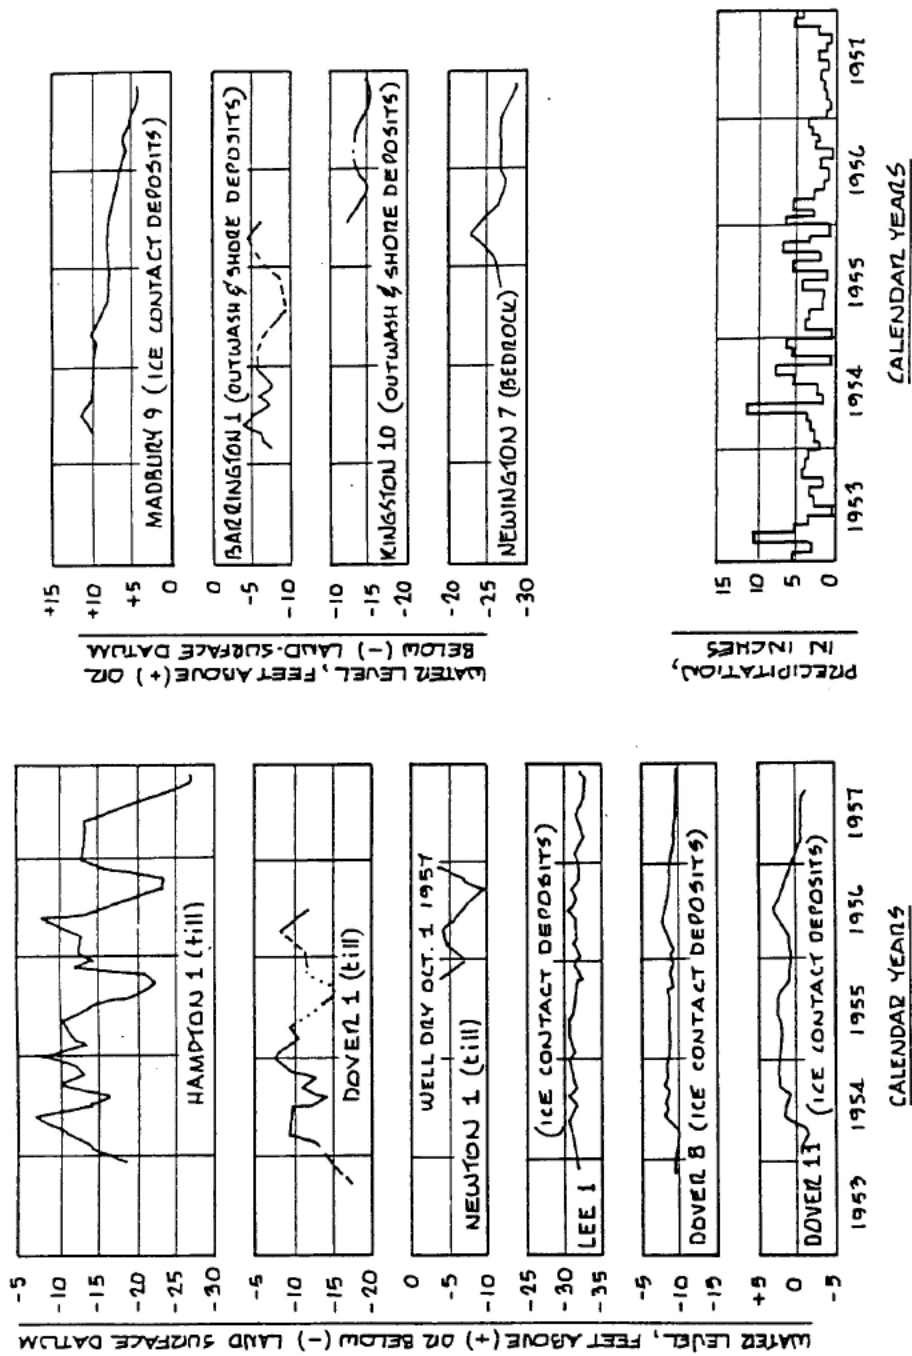 WATER LEVEL, FEET ABOVE (+) OR BELOW (-) LAND SURFACE DATUM
-5
-10
-15
-20
-25
-30
HAMPTON 1 (till)
-5
-10
-15
-20
DOVER 1 (till)
0
-5
-10
WELL DRY OCT. 1 1957
NEWTON 1 (till)
-25
-30
-35
(ICE CONTACT DEPOSITS)
LEE 1
-5
-10
-15
DOVER 8 (ICE CONTACT DEPOSITS)
+5
0
-5
DOVER 11 (ICE CONTACT DEPOSITS)
1953 1954 1955 1956 1957
CALENDAR YEARS
WATER LEVEL, FEET ABOVE (+) OR
BELOW (-) LAND-SURFACE DATUM
+15
+10
+5
0
MADBURY 9 (ICE CONTACT DEPOSITS)
0
-5
-10
BARRINGTON 1 (OUTWASH & SHORE DEPOSITS)
-10
-15
-20
KINGSTON 10 (OUTWASH & SHORE DEPOSITS)
-20
-25
-30
NEWINGTON 7 (BEDROCK)
PRECIPITATION,
IN INCHES
15
10
5
0
1953 1954 1955 1956 1957
CALENDAR YEARS